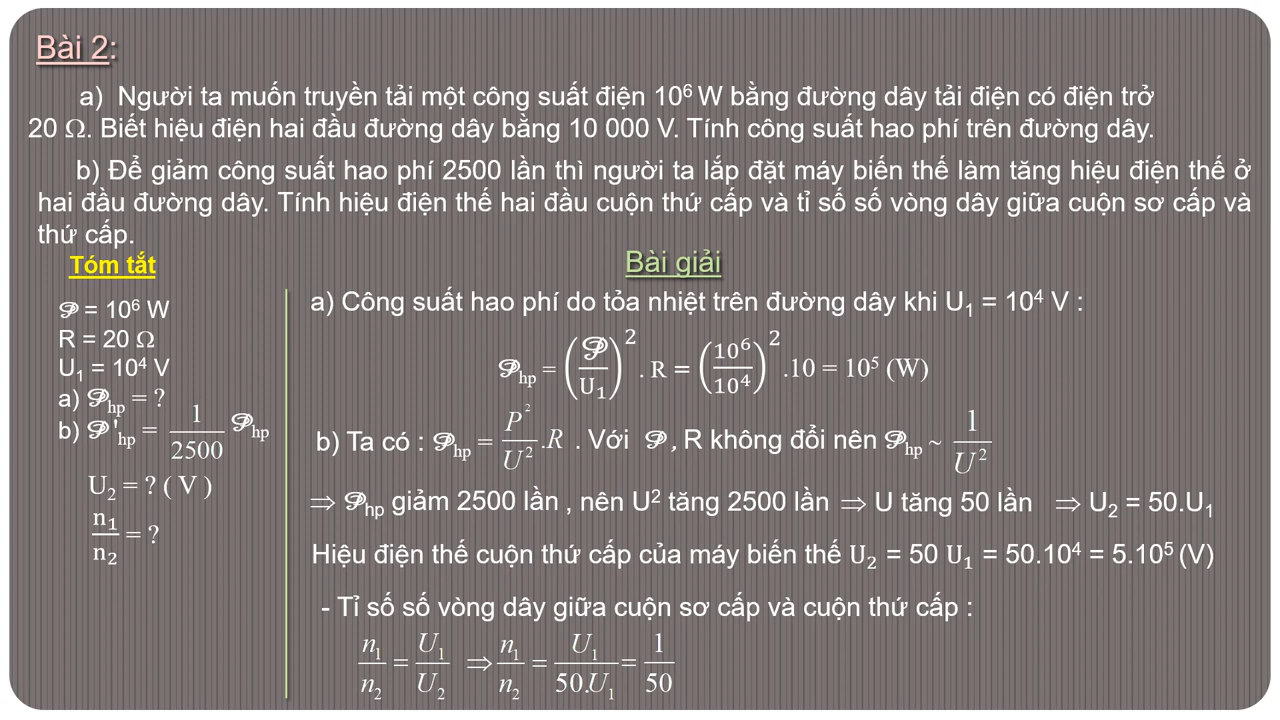 Bài 2:
a) Người ta muốn truyền tải một công suất điện 10⁶ W bằng đường dây tải điện có điện trở
20 Ω. Biết hiệu điện hai đầu đường dây bằng 10 000 V. Tính công suất hao phí trên đường dây.
b) Để giảm công suất hao phí 2500 lần thì người ta lắp đặt máy biến thế làm tăng hiệu điện thế ở
hai đầu đường dây. Tính hiệu điện thế hai đầu cuộn thứ cấp và tỉ số số vòng dây giữa cuộn sơ cấp và
thứ cấp.
Tóm tắt
𝒫 = 10⁶ W
R = 20 Ω
U₁ = 10⁴ V
a) 𝒫hp = ?
b) 𝒫'hp = 1/2500 𝒫hp
U₂ = ? ( V )
n₁/n₂ = ?
Bài giải
a) Công suất hao phí do tỏa nhiệt trên đường dây khi U₁ = 10⁴ V :
𝒫hp = (𝒫/U₁)² . R = (10⁶/10⁴)² .10 = 10⁵ (W)
b) Ta có : 𝒫hp = P²/U² .R . Với 𝒫 , R không đổi nên 𝒫hp ~ 1/U²
⇒ 𝒫hp giảm 2500 lần , nên U² tăng 2500 lần ⇒ U tăng 50 lần ⇒ U₂ = 50.U₁
Hiệu điện thế cuộn thứ cấp của máy biến thế U₂ = 50 U₁ = 50.10⁴ = 5.10⁵ (V)
- Tỉ số số vòng dây giữa cuộn sơ cấp và cuộn thứ cấp :
n₁/n₂ = U₁/U₂ ⇒ n₁/n₂ = U₁/50.U₁ = 1/50